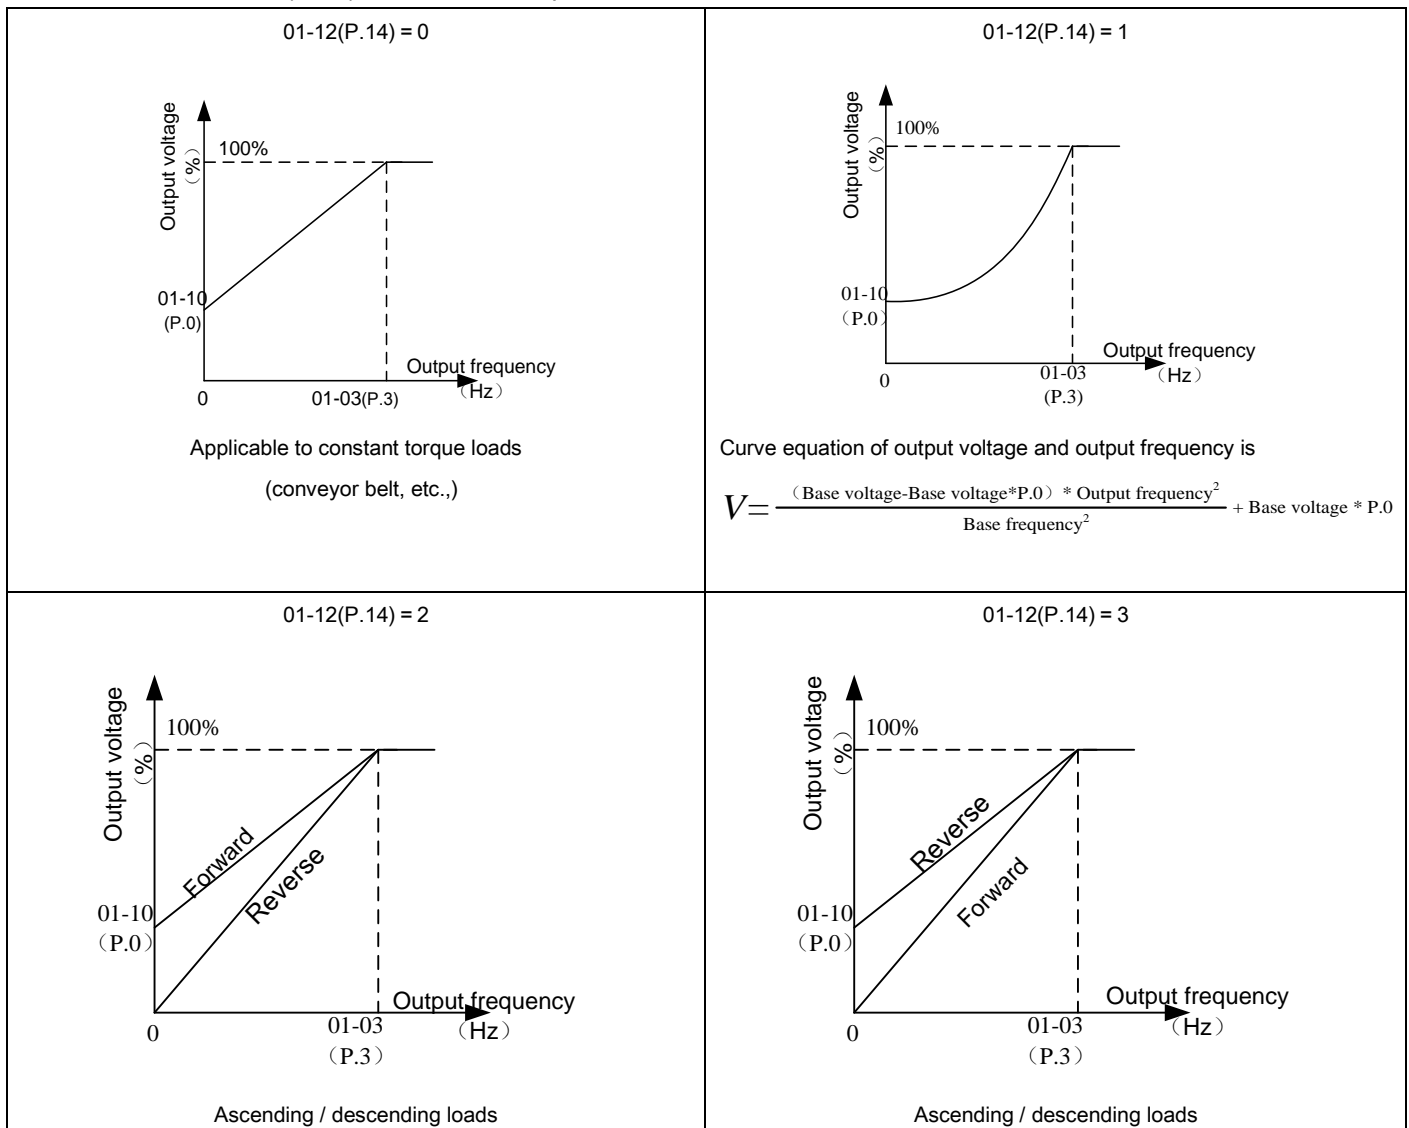 01-12(P.14) = 0
Output voltage
（%）
100%
01-10
(P.0)
Output frequency
（Hz）
0
01-03(P.3)
Applicable to constant torque loads
(conveyor belt, etc.,)
01-12(P.14) = 1
Output voltage
（%）
100%
01-10
（P.0）
Output frequency
（Hz）
0
01-03
(P.3)
Curve equation of output voltage and output frequency is
V= （Base voltage-Base voltage*P.0）* Output frequency² / Base frequency² + Base voltage * P.0
01-12(P.14) = 2
Output voltage
（%）
100%
Forward
Reverse
01-10
（P.0）
Output frequency
（Hz）
0
01-03
（P.3）
Ascending / descending loads
01-12(P.14) = 3
Output voltage
（%）
100%
Reverse
Forward
01-10
（P.0）
Output frequency
（Hz）
0
01-03
（P.3）
Ascending / descending loads